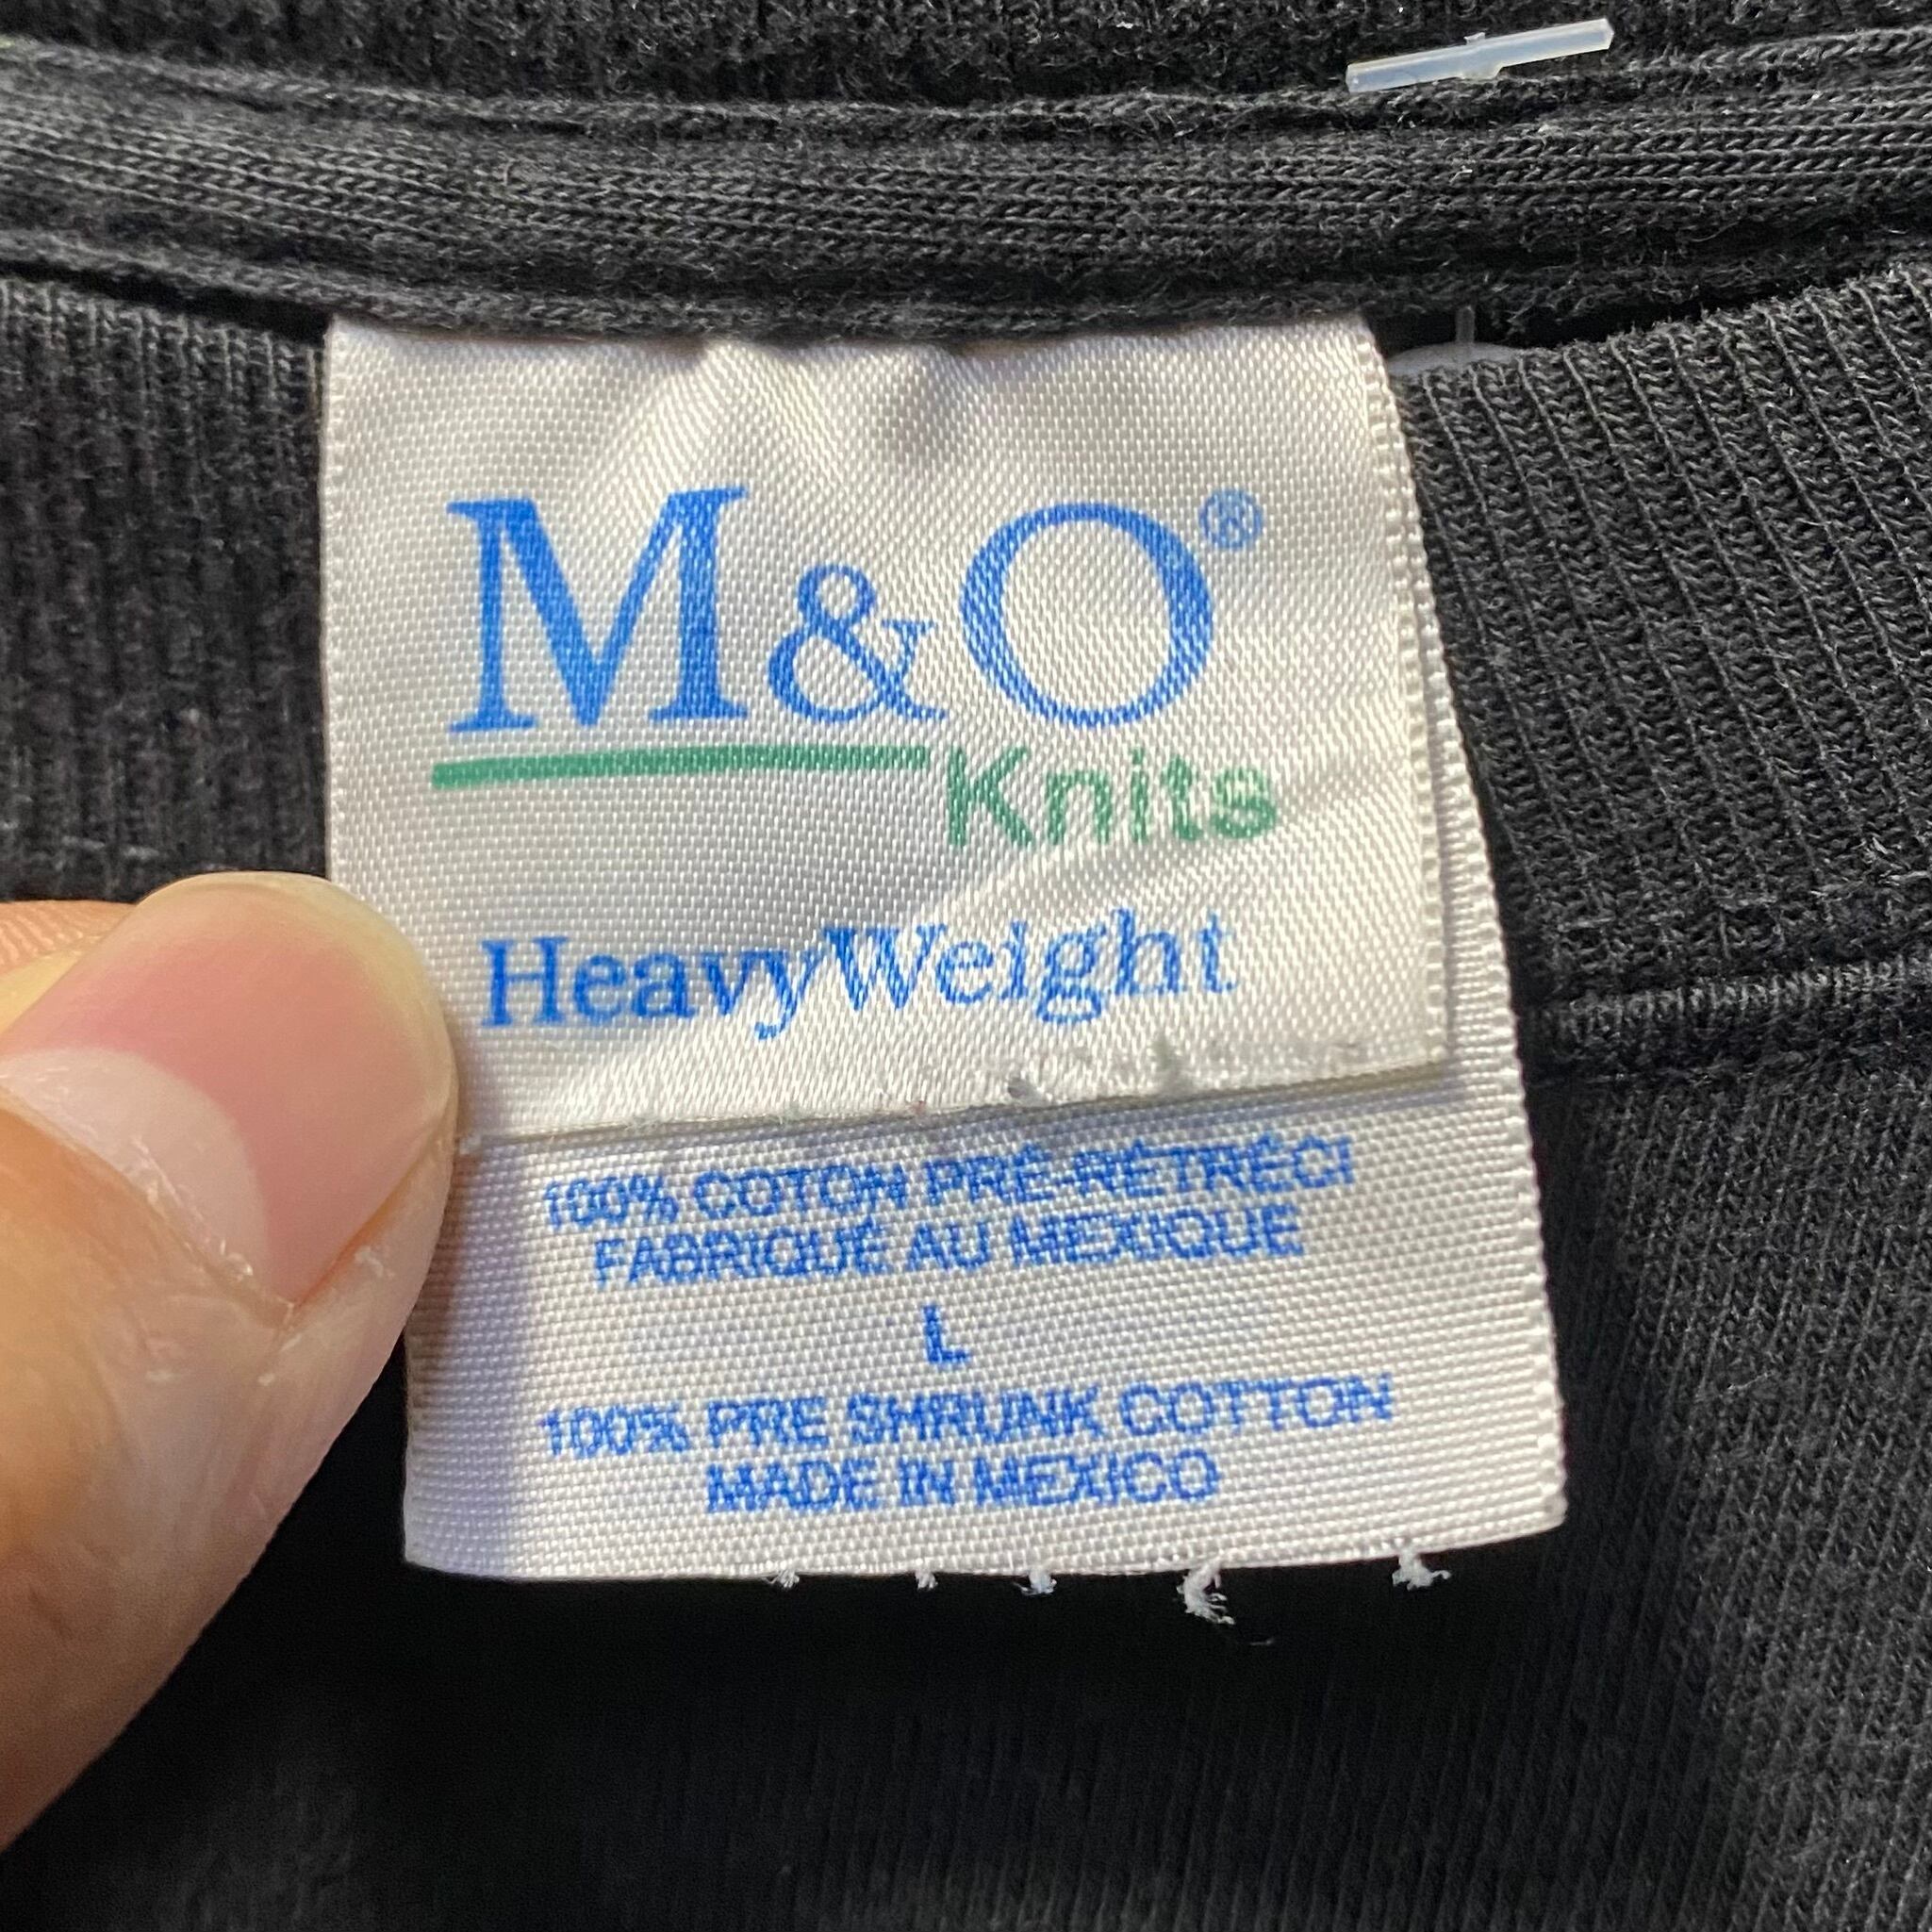 M&O®
Knits
HeavyWeight
100% COTON PRÉ-RÉTRÉCI
FABRIQUÉ AU MEXIQUE
L
100% PRE SHRUNK COTTON
MADE IN MEXICO